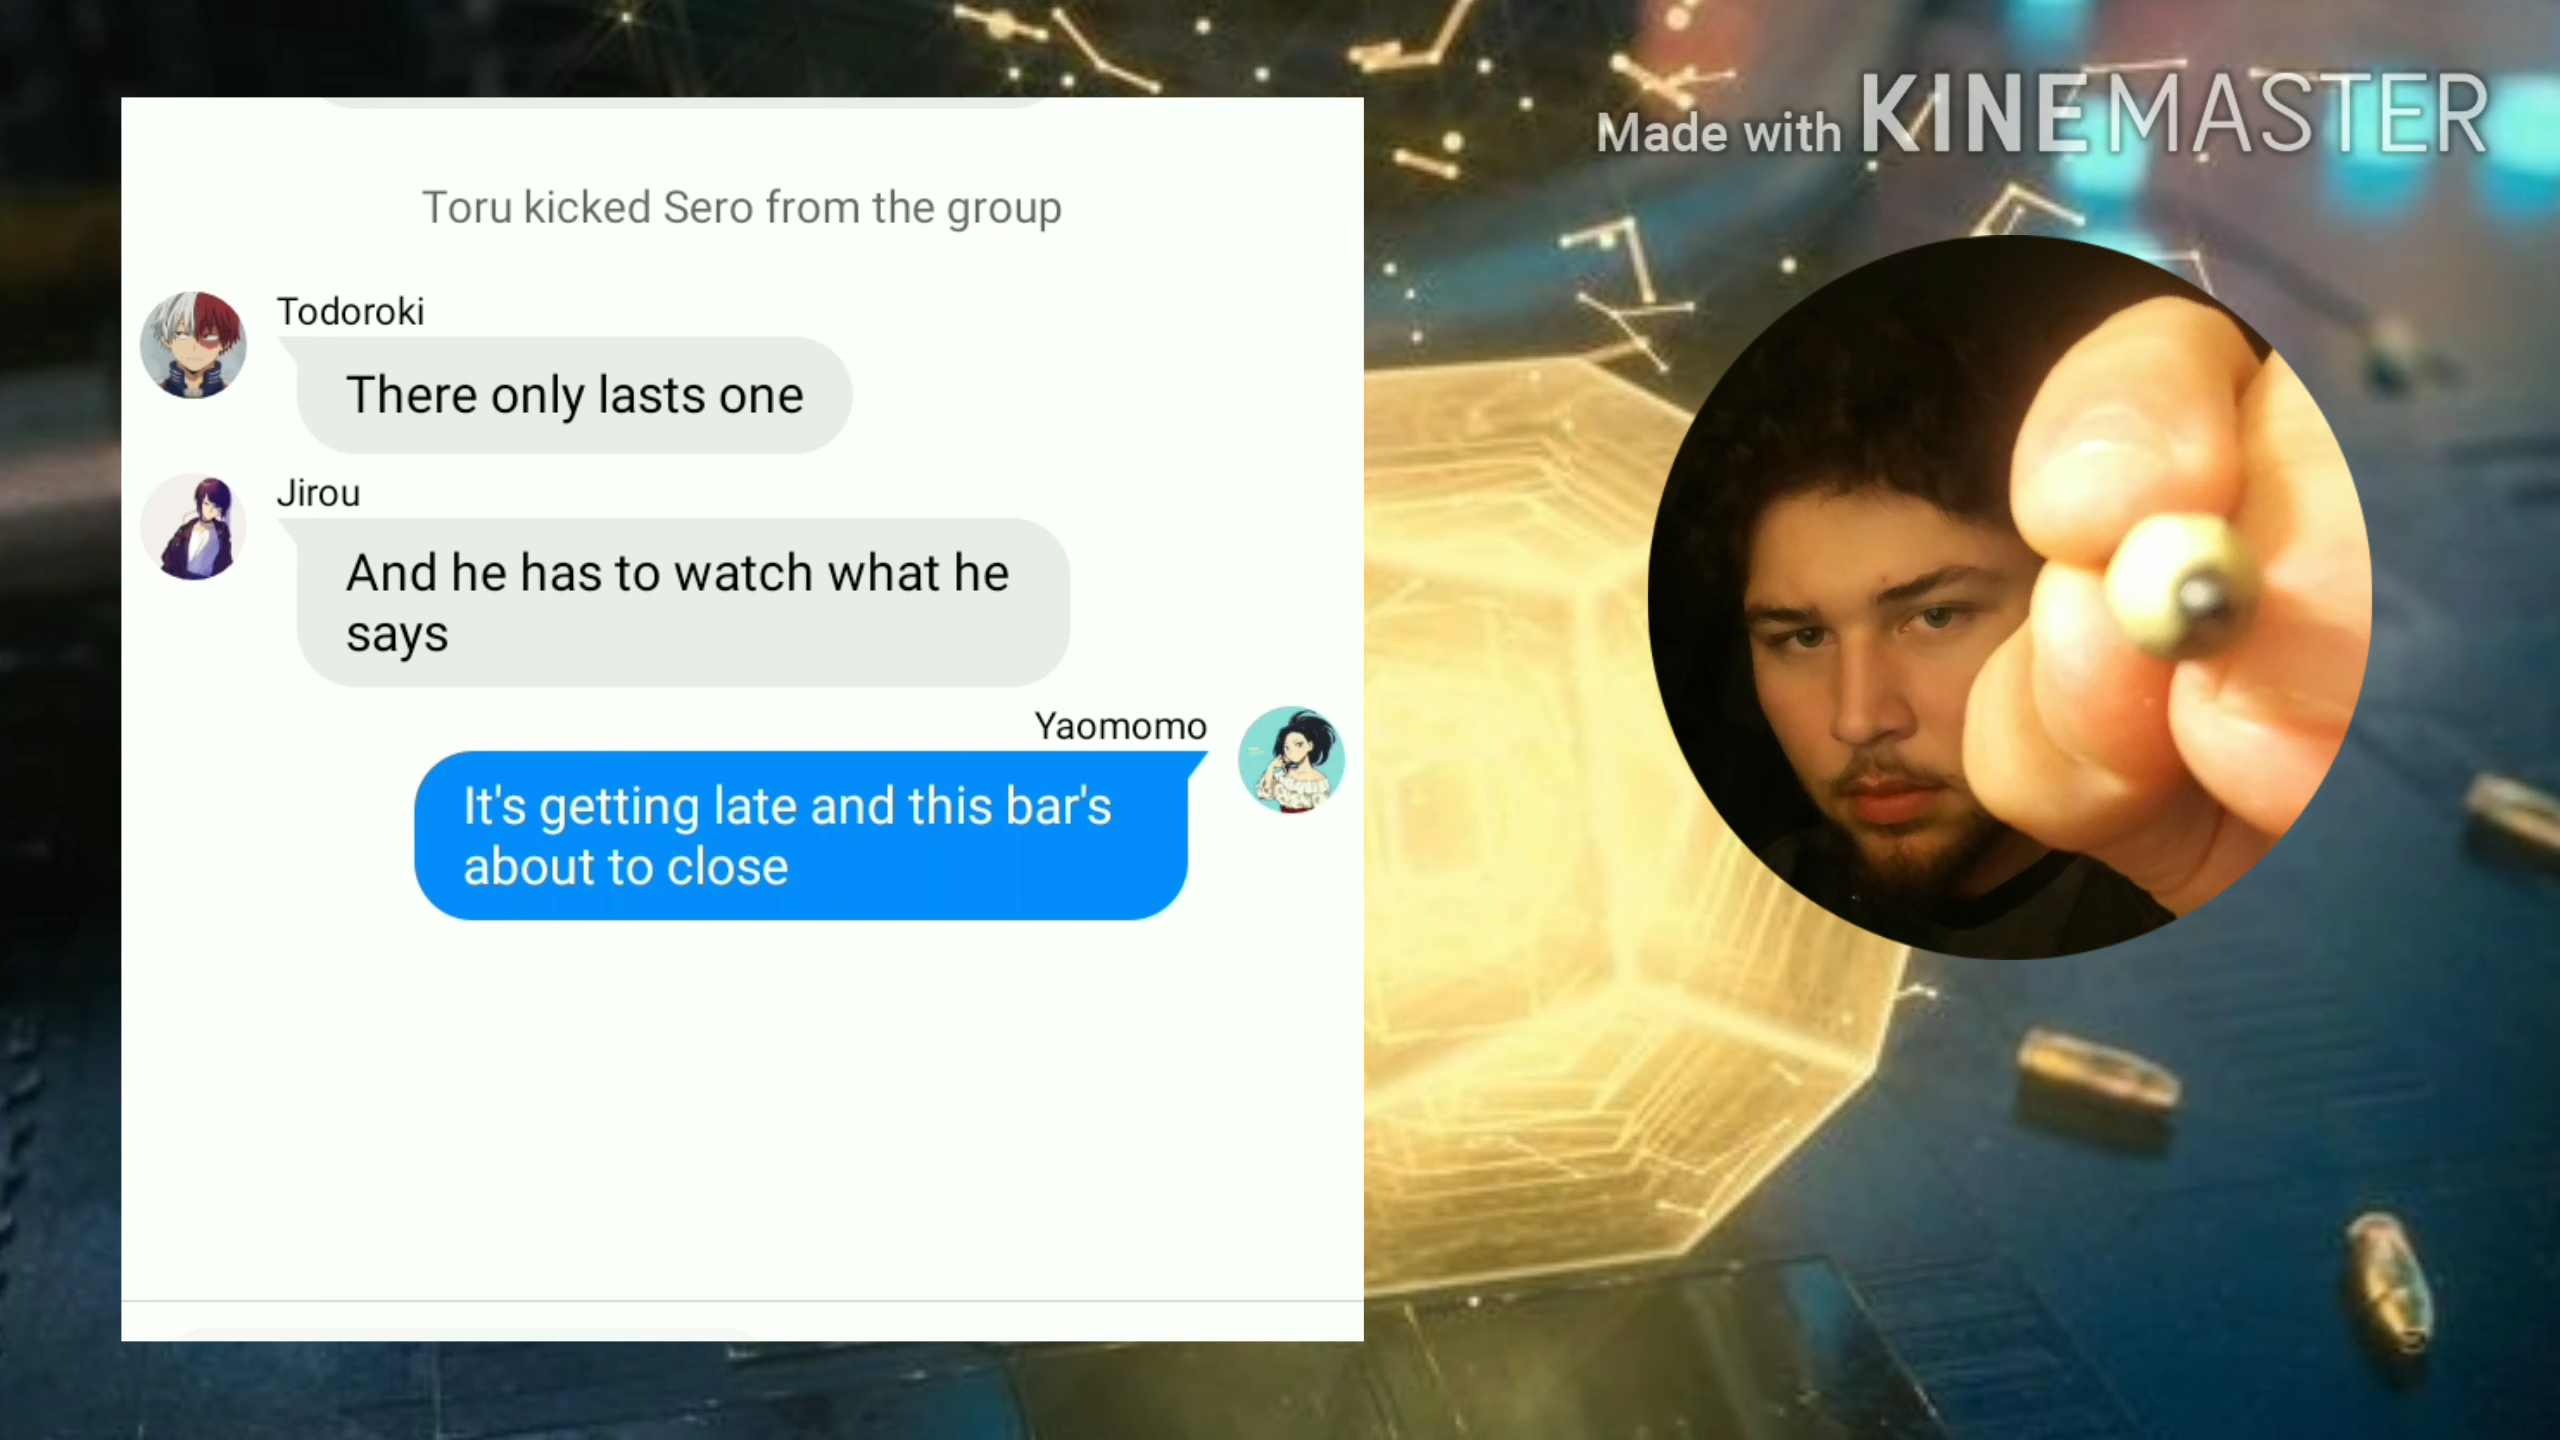 Made with KINEMASTER
Toru kicked Sero from the group
Todoroki
There only lasts one
Jirou
And he has to watch what he
says
Yaomomo
It's getting late and this bar's
about to close